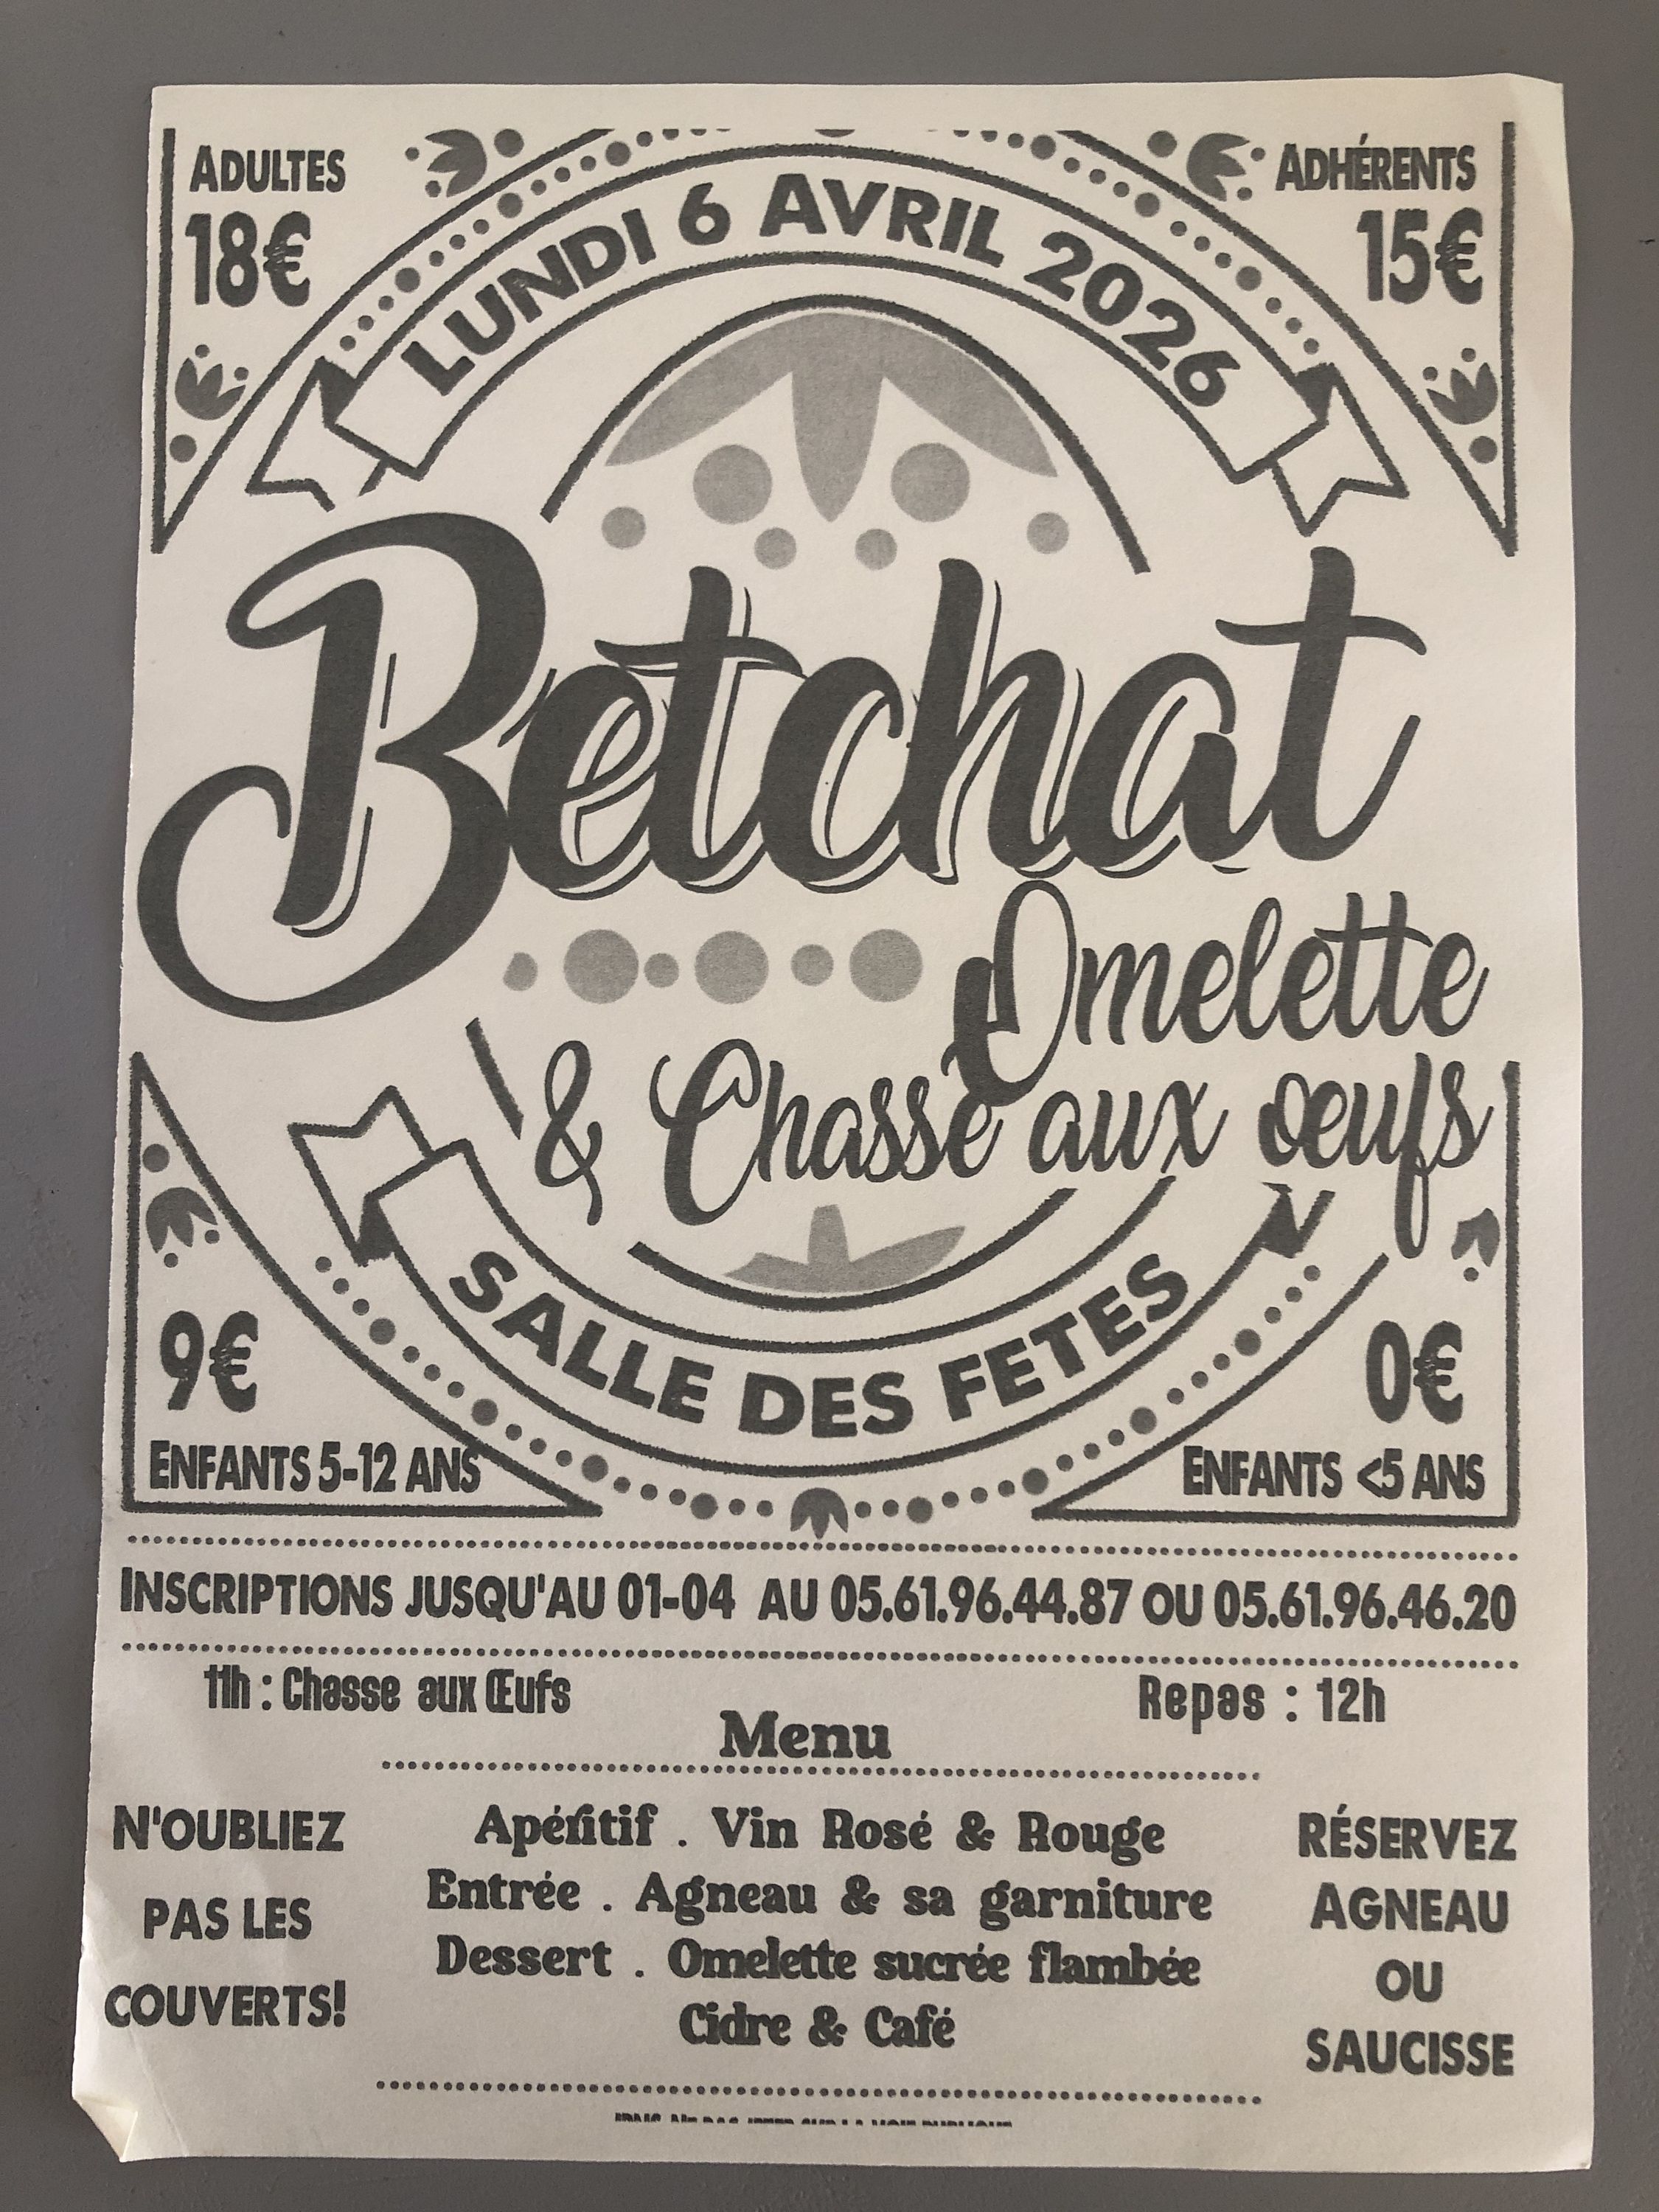 ADULTES
18€
ADHÉRENTS
15€
LUNDI 6 AVRIL 2026
Betchat
Omelette
& Chasse aux œufs
SALLE DES FETES
9€
ENFANTS 5-12 ANS
0€
ENFANTS <5 ANS
INSCRIPTIONS JUSQU'AU 01-04 AU 05.61.96.44.87 OU 05.61.96.46.20
11h : Chasse aux Œufs
Repas : 12h
Menu
N'OUBLIEZ
PAS LES
COUVERTS!
Apéritif . Vin Rosé & Rouge
Entrée . Agneau & sa garniture
Dessert . Omelette sucrée flambée
Cidre & Café
RÉSERVEZ
AGNEAU
OU
SAUCISSE